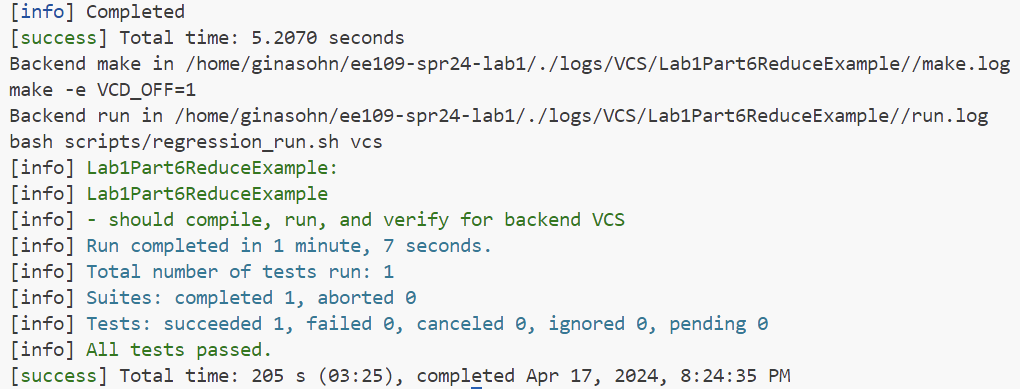 [info] Completed
[success] Total time: 5.2070 seconds
Backend make in /home/ginasohn/ee109-spr24-lab1/./logs/VCS/Lab1Part6ReduceExample//make.log
make -e VCD_OFF=1
Backend run in /home/ginasohn/ee109-spr24-lab1/./logs/VCS/Lab1Part6ReduceExample//run.log
bash scripts/regression_run.sh vcs
[info] Lab1Part6ReduceExample:
[info] Lab1Part6ReduceExample
[info] - should compile, run, and verify for backend VCS
[info] Run completed in 1 minute, 7 seconds.
[info] Total number of tests run: 1
[info] Suites: completed 1, aborted 0
[info] Tests: succeeded 1, failed 0, canceled 0, ignored 0, pending 0
[info] All tests passed.
[success] Total time: 205 s (03:25), completed Apr 17, 2024, 8:24:35 PM